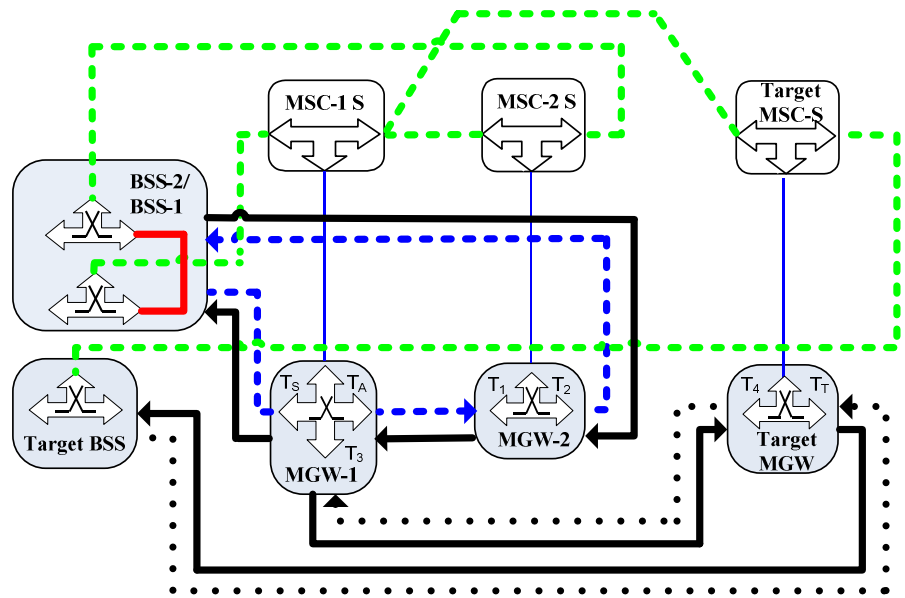 MSC-1 S
MSC-2 S
Target
MSC-S
BSS-2/
BSS-1
Target BSS
TS
TA
T3
MGW-1
T1
T2
MGW-2
T4
TT
Target
MGW